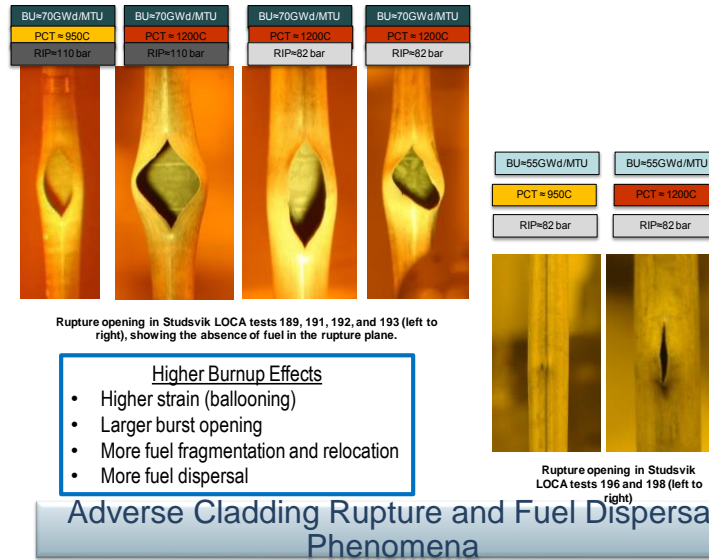 BU≈70GWd/MTU
PCT ≈ 950C
RIP≈110 bar
BU≈70GWd/MTU
PCT ≈ 1200C
RIP≈110 bar
BU≈70GWd/MTU
PCT ≈ 1200C
RIP≈82 bar
BU≈70GWd/MTU
PCT ≈ 1200C
RIP≈82 bar
BU≈55GWd/MTU
PCT ≈ 950C
RIP≈82 bar
BU≈55GWd/MTU
PCT ≈ 1200C
RIP≈82 bar
Rupture opening in Studsvik LOCA tests 189, 191, 192, and 193 (left to
right), showing the absence of fuel in the rupture plane.
Higher Burnup Effects
• Higher strain (ballooning)
• Larger burst opening
• More fuel fragmentation and relocation
• More fuel dispersal
Rupture opening in Studsvik
LOCA tests 196 and 198 (left to
right)
Adverse Cladding Rupture and Fuel Dispersa
Phenomena